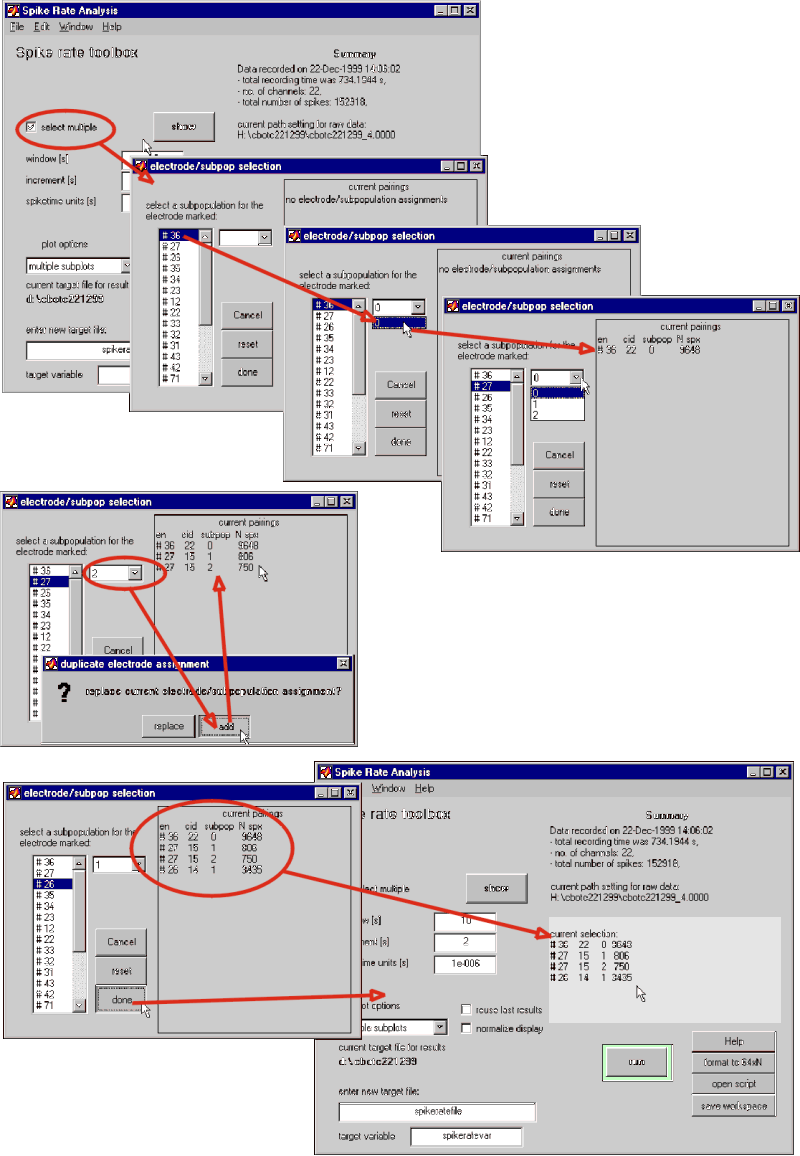 Spike Rate Analysis
File Edit Window Help
Spike rate toolbox
Summary
Data recorded on 22-Dec-1999 14:06:02
- total recording time was 734.1944 s,
- no. of channels: 22,
- total number of spikes: 152918,
select multiple
show
current path setting for raw data:
H:\cbotc221299\cbotc221299_4.0000
window [s]
increment [s]
spiketime units [s]
plot options
multiple subplots
current target file for result
d:\cbotc221299
enter new target file:
spikera
target variable
electrode/subpop selection
select a subpopulation for the
electrode marked:
current pairings
no electrode/subpopulation assignments
# 36
# 27
# 26
# 35
# 34
# 23
# 12
# 22
# 33
# 32
# 31
# 43
# 42
# 71
Cancel
reset
done
electrode/subpop selection
select a subpopulation for the
electrode marked:
current pairings
no electrode/subpopulation assignments
# 36
# 27
# 26
# 35
# 34
# 23
# 12
# 22
# 33
# 32
# 31
# 43
# 42
# 71
0
0
Cancel
reset
done
electrode/subpop selection
select a subpopulation for the
electrode marked:
current pairings
en cid subpop N spx
# 36 22 0 9648
# 36
# 27
# 26
# 35
# 34
# 23
# 12
# 22
# 33
# 32
# 31
# 43
# 42
# 71
0
0
1
2
Cancel
reset
done
electrode/subpop selection
select a subpopulation for the
electrode marked:
current pairings
en cid subpop N spx
# 36 22 0 9648
# 27 15 1 806
# 27 15 2 750
# 36
# 27
# 26
# 35
# 34
# 23
# 12
# 22
#
#
#
#
#
#
2
Cancel
duplicate electrode assignment
? replace current electrode/subpopulation assignment?
replace
add
electrode/subpop selection
select a subpopulation for the
electrode marked:
current pairings
en cid subpop N spx
# 36 22 0 9648
# 27 15 1 806
# 27 15 2 750
# 26 14 1 3435
# 36
# 27
# 26
# 35
# 34
# 23
# 12
# 22
# 33
# 32
# 31
# 43
# 42
# 71
1
Cancel
reset
done
Spike Rate Analysis
Window Help
e rate toolbox
Summary
Data recorded on 22-Dec-1999 14:06:02
- total recording time was 734.1944 s,
- no. of channels: 22,
- total number of spikes: 152918,
lect multiple
show
current path setting for raw data:
H:\cbotc221299\cbotc221299_4.0000
w [s]
10
ment [s]
2
time units [s]
1e-006
current selection:
# 36 22 0 9648
# 27 15 1 806
# 27 15 2 750
# 26 14 1 3435
ot options
ple subplots
reuse last results
normalize display
current target file for results
d:\cbotc221299
run
Help
format to 64xN
open script
save workspace
enter new target file:
spikeratefile
target variable
spikeratevar